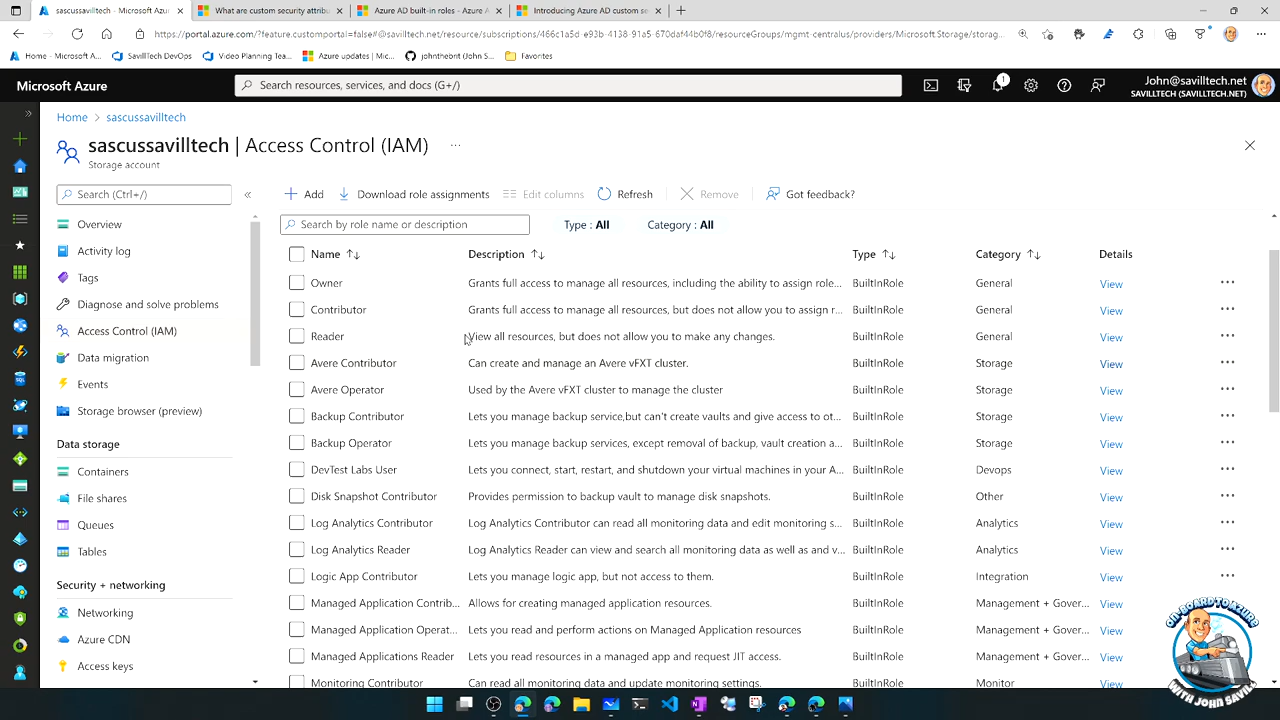 sascussavilltech - Microsoft Azu
What are custom security attribu
Azure AD built-in roles - Azure A
Introducing Azure AD custom se
https://portal.azure.com/?feature.customportal=false#@savilltech.net/resource/subscriptions/466c1a5d-e93b-4138-91a5-670daf44b0f8/resourceGroups/mgmt-centralus/providers/Microsoft.Storage/storag...
Home - Microsoft A...
SavillTech DevOps
Video Planning Tea...
Azure updates | Mic...
johnthebrit (John S...
Favorites
Microsoft Azure
Search resources, services, and docs (G+/)
1
John@savilltech.net
SAVILLTECH (SAVILLTECH.NET)
Home > sascussavilltech
sascussavilltech | Access Control (IAM) ...
Storage account
Search (Ctrl+/)
Overview
Activity log
Tags
Diagnose and solve problems
Access Control (IAM)
Data migration
Events
Storage browser (preview)
Data storage
Containers
File shares
Queues
Tables
Security + networking
Networking
Azure CDN
Access keys
Add Download role assignments Edit columns Refresh Remove Got feedback?
Search by role name or description
Type : All Category : All
Name Description Type Category Details
Owner Grants full access to manage all resources, including the ability to assign role... BuiltInRole General View
Contributor Grants full access to manage all resources, but does not allow you to assign r... BuiltInRole General View
Reader View all resources, but does not allow you to make any changes. BuiltInRole General View
Avere Contributor Can create and manage an Avere vFXT cluster. BuiltInRole Storage View
Avere Operator Used by the Avere vFXT cluster to manage the cluster BuiltInRole Storage View
Backup Contributor Lets you manage backup service,but can't create vaults and give access to ot... BuiltInRole Storage View
Backup Operator Lets you manage backup services, except removal of backup, vault creation a... BuiltInRole Storage View
DevTest Labs User Lets you connect, start, restart, and shutdown your virtual machines in your A... BuiltInRole Devops View
Disk Snapshot Contributor Provides permission to backup vault to manage disk snapshots. BuiltInRole Other View
Log Analytics Contributor Log Analytics Contributor can read all monitoring data and edit monitoring s... BuiltInRole Analytics View
Log Analytics Reader Log Analytics Reader can view and search all monitoring data as well as and v... BuiltInRole Analytics View
Logic App Contributor Lets you manage logic app, but not access to them. BuiltInRole Integration View
Managed Application Contrib... Allows for creating managed application resources. BuiltInRole Management + Gover... View
Managed Application Operat... Lets you read and perform actions on Managed Application resources BuiltInRole Management + Gover... View
Managed Applications Reader Lets you read resources in a managed app and request JIT access. BuiltInRole Management + Gover... View
Monitoring Contributor Can read all monitoring data and update monitoring settings. BuiltInRole Monitor View
ON-BOARD TO AZURE
WITH JOHN SAVILL